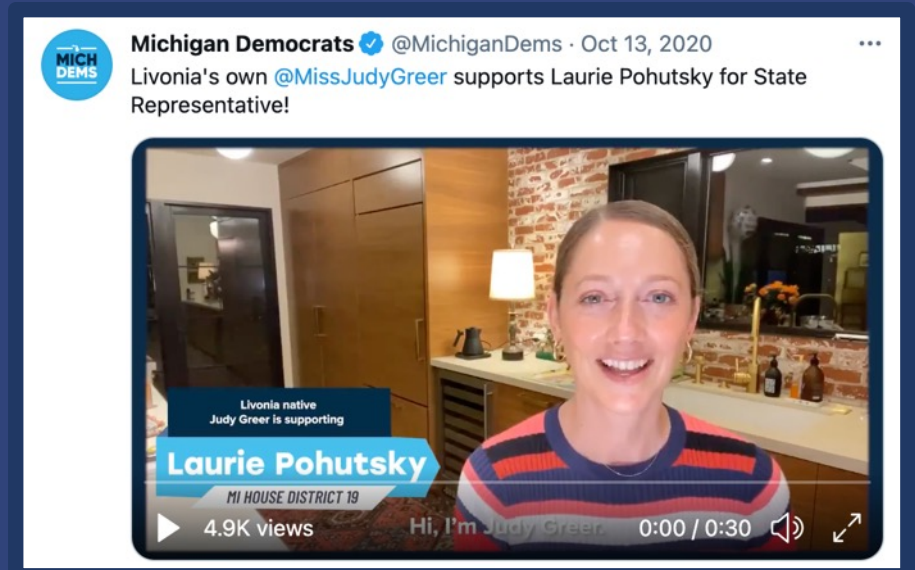 MICH
DEMS
Michigan Democrats @MichiganDems · Oct 13, 2020
Livonia's own @MissJudyGreer supports Laurie Pohutsky for State
Representative!
Livonia native
Judy Greer is supporting
Laurie Pohutsky
MI HOUSE DISTRICT 19
4.9K views
Hi, I'm Judy Greer.
0:00 / 0:30